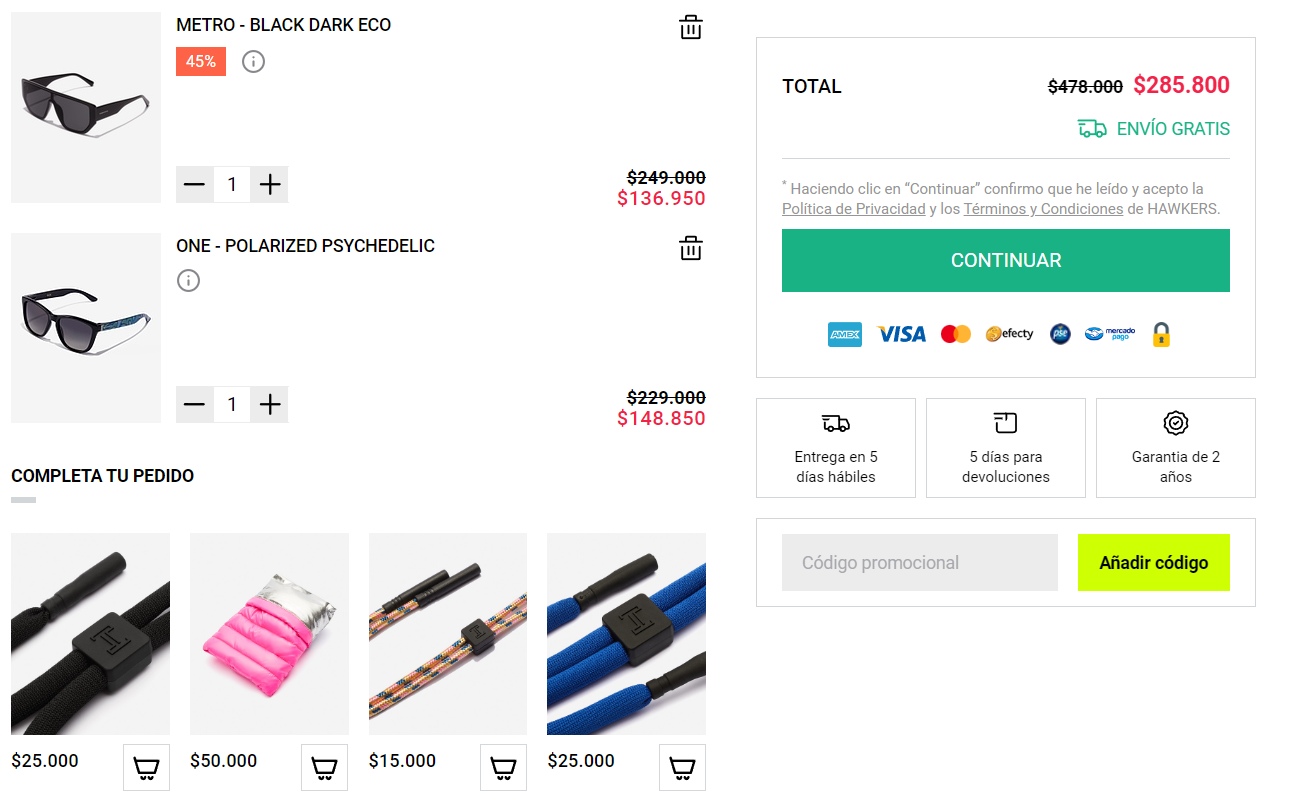 METRO - BLACK DARK ECO
45%
1
$249.000
$136.950
ONE - POLARIZED PSYCHEDELIC
1
$229.000
$148.850
COMPLETA TU PEDIDO
$25.000
$50.000
$15.000
$25.000
TOTAL $478.000 $285.800
ENVÍO GRATIS
* Haciendo clic en “Continuar” confirmo que he leído y acepto la
Política de Privacidad y los Términos y Condiciones de HAWKERS.
CONTINUAR
AMEX VISA efecty pse mercado
pago
Entrega en 5
días hábiles
5 días para
devoluciones
Garantia de 2
años
Código promocional
Añadir código